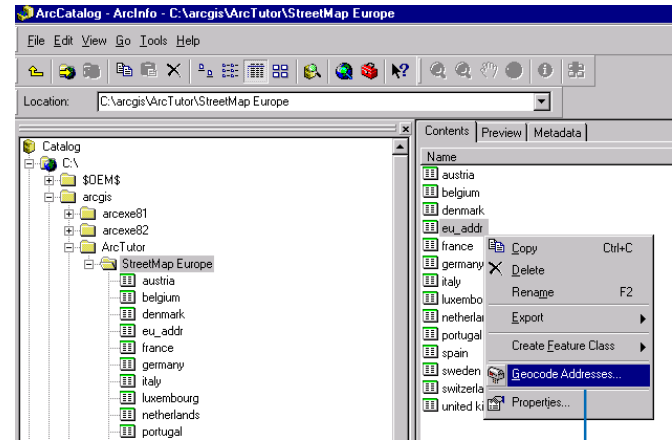 ArcCatalog - ArcInfo - C:\arcgis\ArcTutor\StreetMap Europe
File Edit View Go Tools Help
Location: C:\arcgis\ArcTutor\StreetMap Europe
Catalog
C:\
$OEM$
arcgis
arcexe81
arcexe82
ArcTutor
StreetMap Europe
austria
belgium
denmark
eu_addr
france
germany
italy
luxembourg
netherlands
portugal
Contents Preview Metadata
Name
austria
belgium
denmark
eu_addr
france
germany
italy
luxembo
netherla
portugal
spain
sweden
switzerla
united ki
Copy Ctrl+C
Delete
Rename F2
Export
Create Feature Class
Geocode Addresses...
Properties...